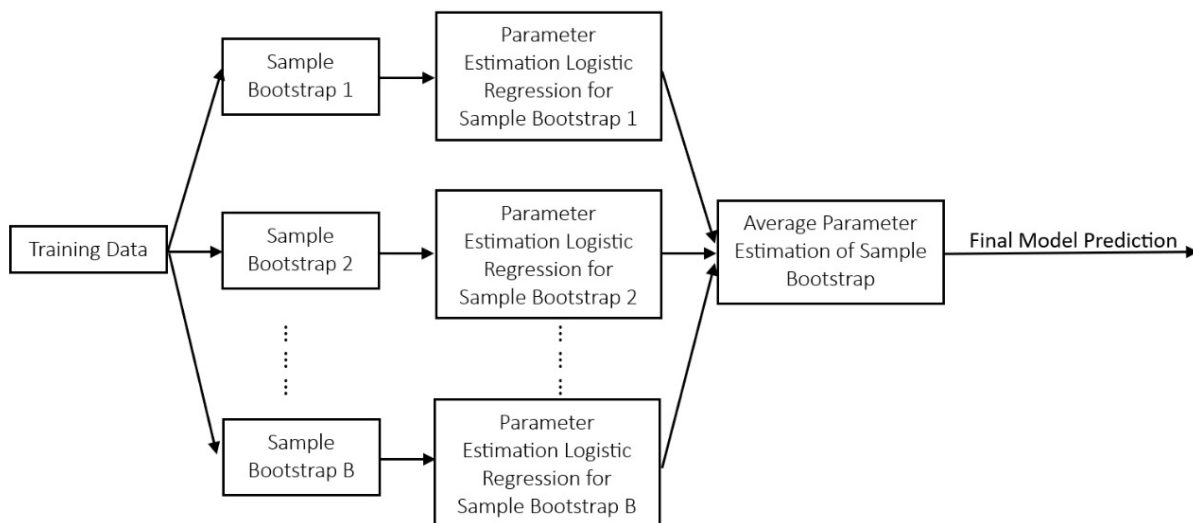 Training Data
Sample
Bootstrap 1
Parameter
Estimation Logistic
Regression for
Sample Bootstrap 1
Sample
Bootstrap 2
Parameter
Estimation Logistic
Regression for
Sample Bootstrap 2
Sample
Bootstrap B
Parameter
Estimation Logistic
Regression for
Sample Bootstrap B
Average Parameter
Estimation of Sample
Bootstrap
Final Model Prediction